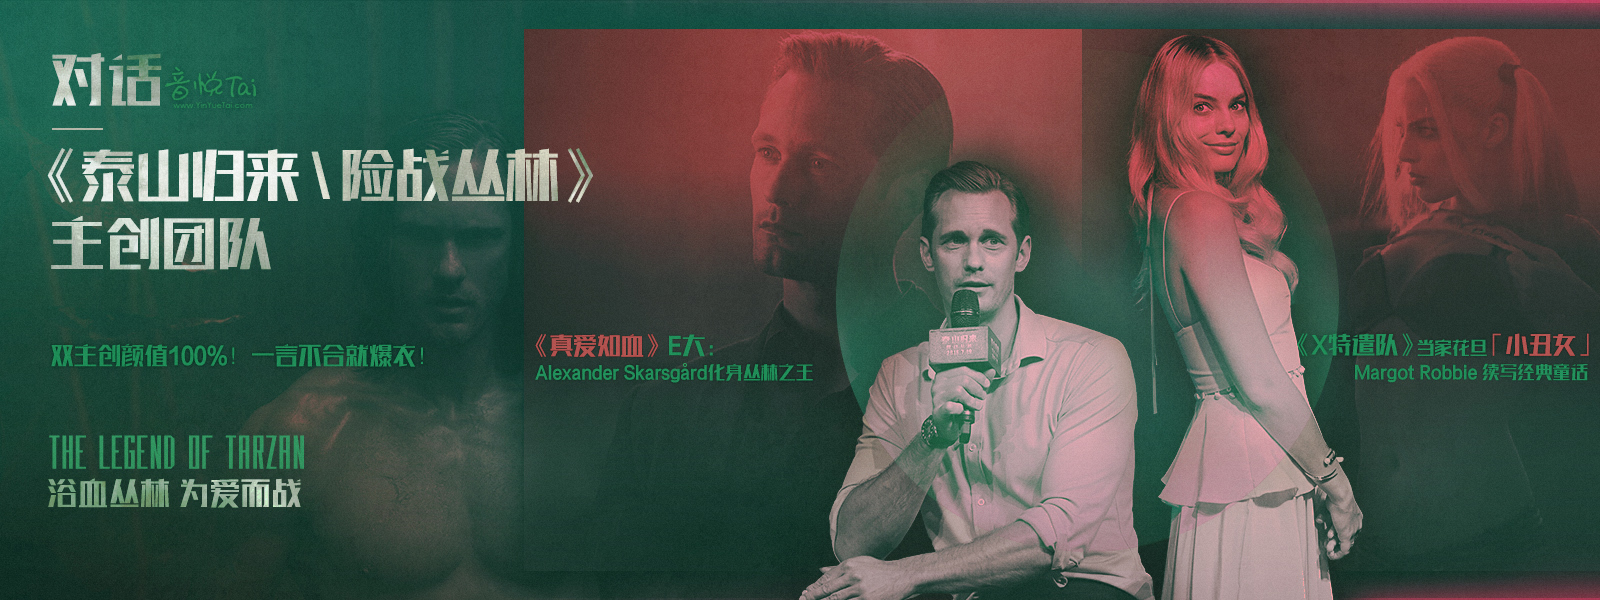 对话 音悦Tai
www.YinYueTai.com
《泰山归来\险战丛林》
主创团队
双主创颜值100%！一言不合就爆衣！
THE LEGEND OF TARZAN
浴血丛林 为爱而战
《真爱如血》E大：
Alexander Skarsgård化身丛林之王
泰山归来
《X特遣队》当家花旦「小丑女」
Margot Robbie 续写经典童话